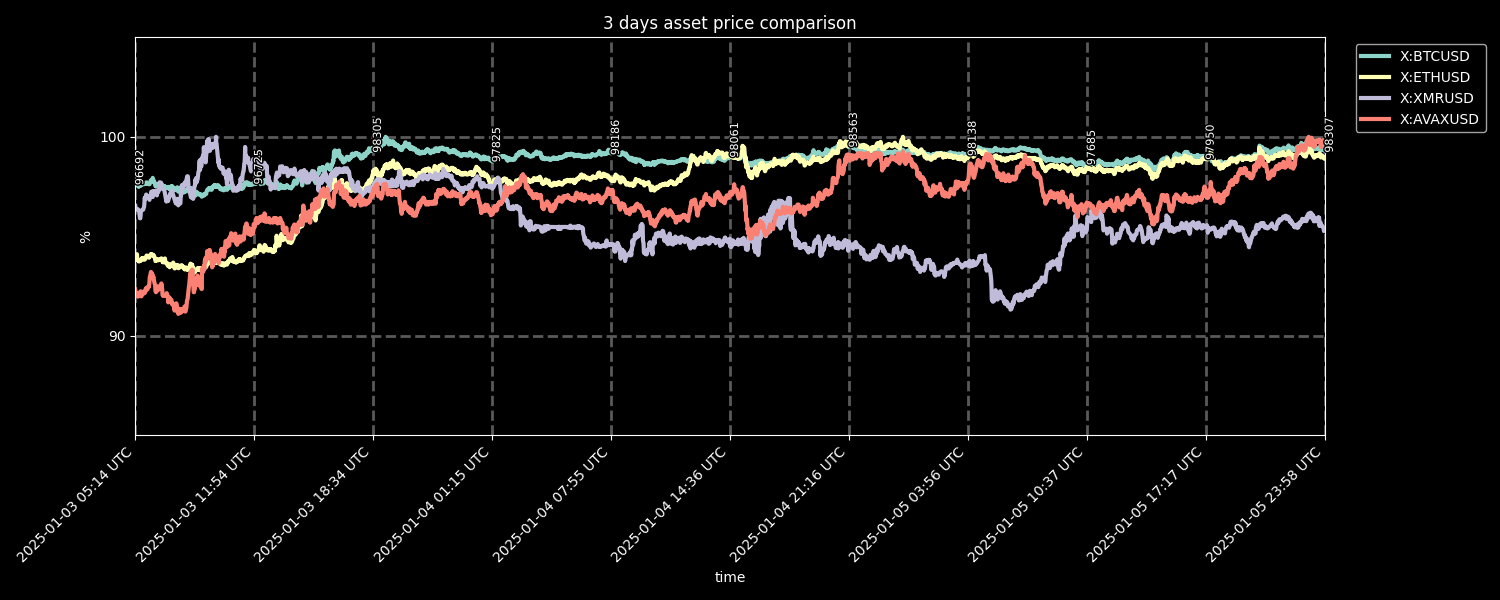 3 days asset price comparison
X:BTCUSD
X:ETHUSD
X:XMRUSD
X:AVAXUSD
%
100
90
96692
96725
98305
97825
98186
98061
98563
98138
97685
97950
98307
2025-01-03 05:14 UTC
2025-01-03 11:54 UTC
2025-01-03 18:34 UTC
2025-01-04 01:15 UTC
2025-01-04 07:55 UTC
2025-01-04 14:36 UTC
2025-01-04 21:16 UTC
2025-01-05 03:56 UTC
2025-01-05 10:37 UTC
2025-01-05 17:17 UTC
2025-01-05 23:58 UTC
time